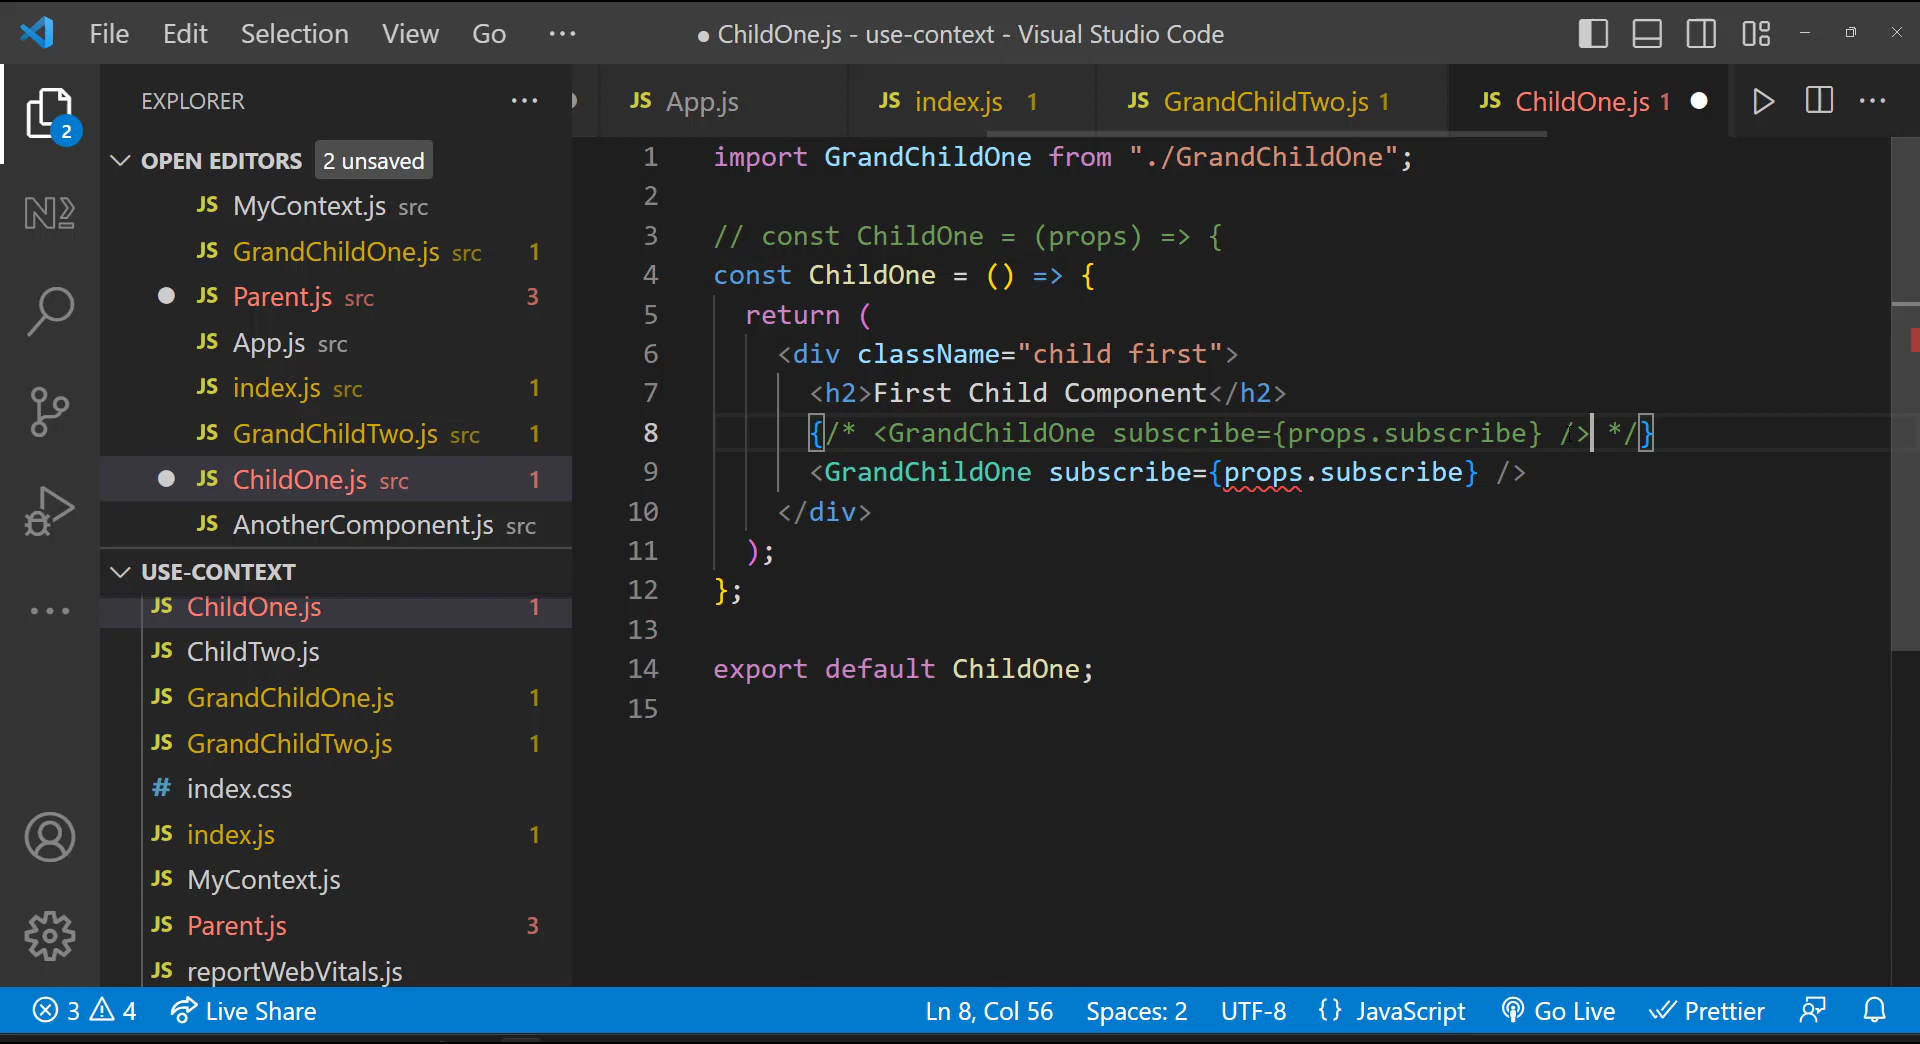 File Edit Selection View Go ··· ● ChildOne.js - use-context - Visual Studio Code
EXPLORER ···
JS App.js JS index.js 1 JS GrandChildTwo.js 1 JS ChildOne.js 1 ● ···
2
OPEN EDITORS 2 unsaved
JS MyContext.js src
JS GrandChildOne.js src 1
● JS Parent.js src 3
JS App.js src
JS index.js src 1
JS GrandChildTwo.js src 1
● JS ChildOne.js src 1
JS AnotherComponent.js src
USE-CONTEXT
JS ChildOne.js 1
JS ChildTwo.js
JS GrandChildOne.js 1
JS GrandChildTwo.js 1
# index.css
JS index.js 1
JS MyContext.js
JS Parent.js 3
JS reportWebVitals.js
1 import GrandChildOne from "./GrandChildOne";
2
3 // const ChildOne = (props) => {
4 const ChildOne = () => {
5 return (
6 <div className="child first">
7 <h2>First Child Component</h2>
8 {/* <GrandChildOne subscribe={props.subscribe} /> */}
9 <GrandChildOne subscribe={props.subscribe} />
10 </div>
11 );
12 };
13
14 export default ChildOne;
15
3 4 Live Share Ln 8, Col 56 Spaces: 2 UTF-8 {} JavaScript Go Live Prettier